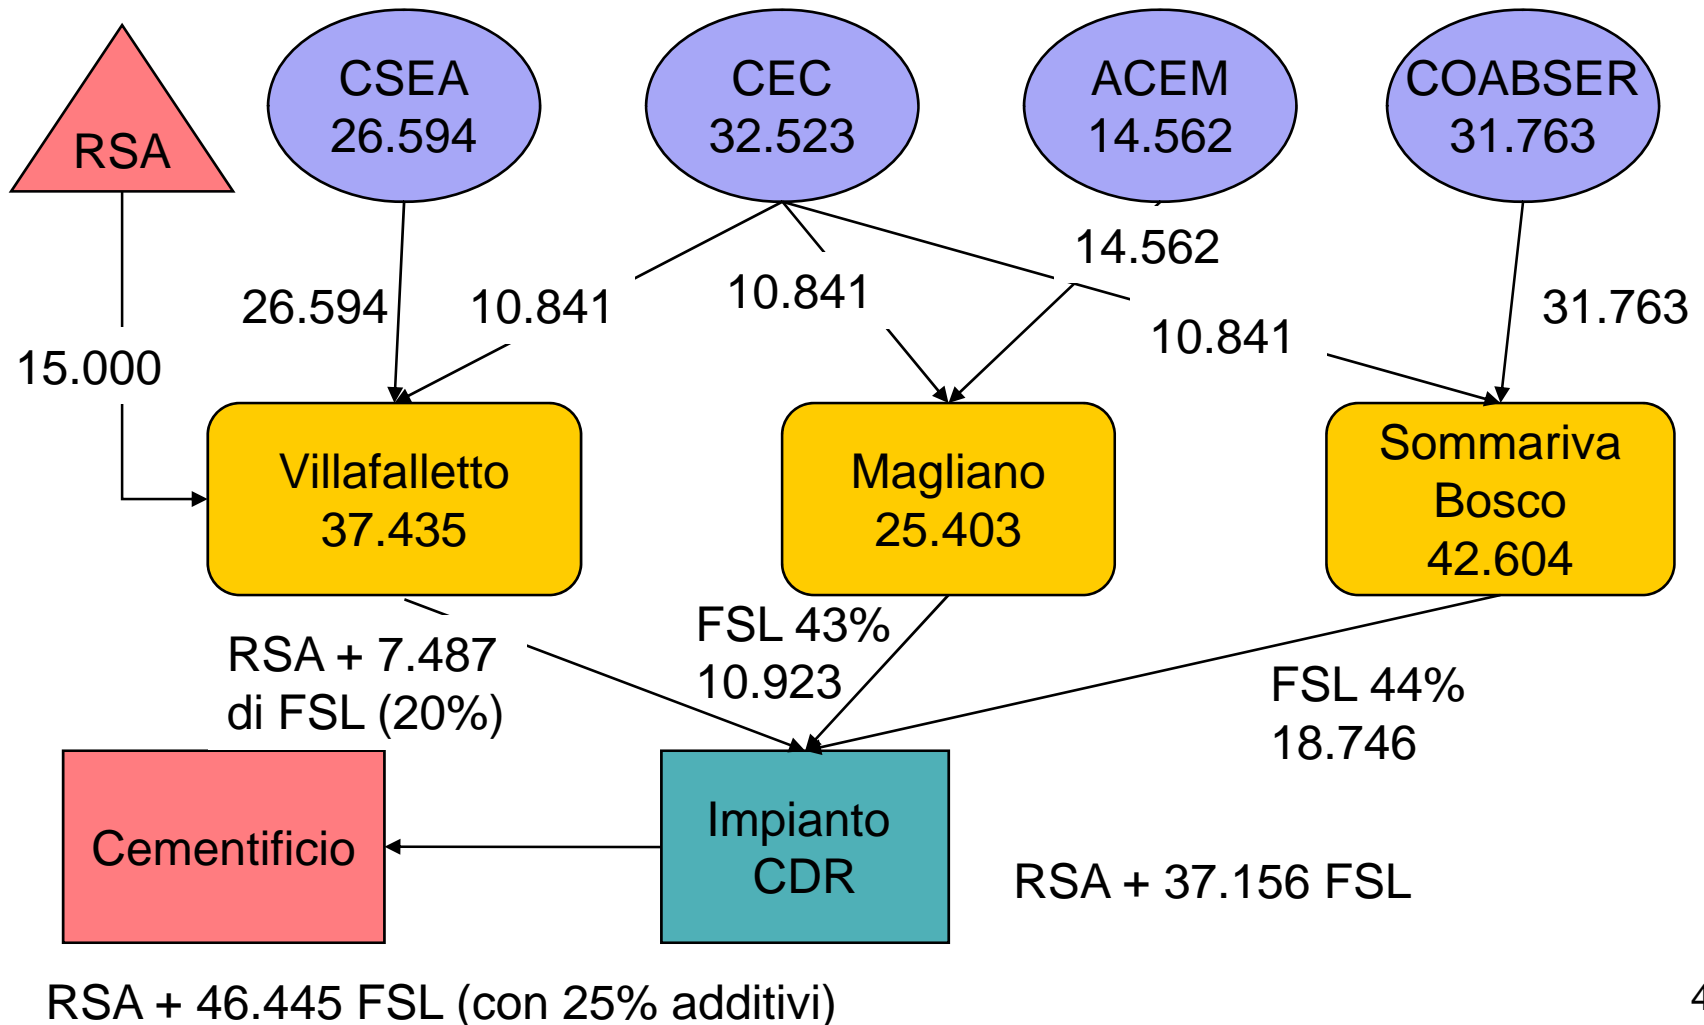 RSA
CSEA
26.594
CEC
32.523
ACEM
14.562
COABSER
31.763
15.000
26.594
10.841
10.841
14.562
10.841
31.763
Villafalletto
37.435
Magliano
25.403
Sommariva
Bosco
42.604
RSA + 7.487
di FSL (20%)
FSL 43%
10.923
FSL 44%
18.746
Cementificio
Impianto
CDR
RSA + 37.156 FSL
RSA + 46.445 FSL (con 25% additivi)